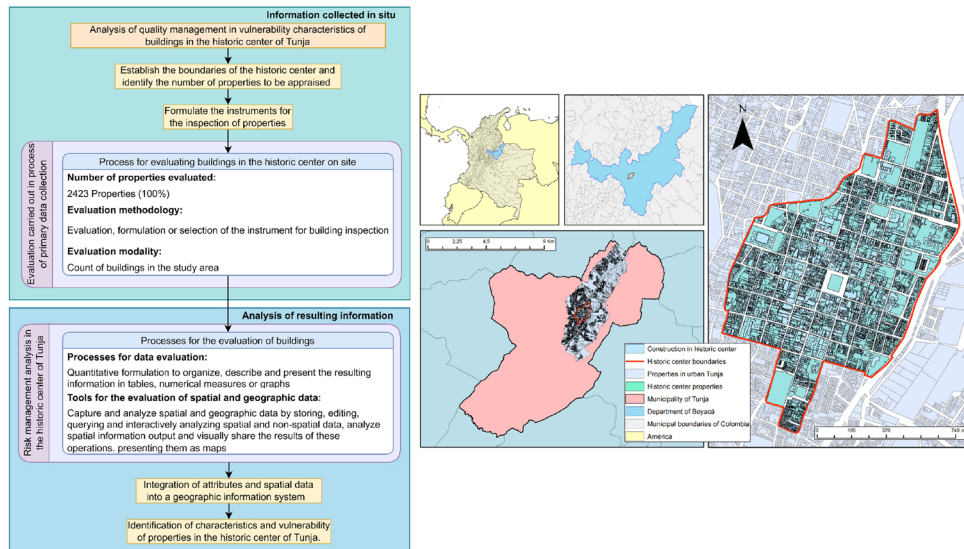 Information collected in situ
Analysis of quality management in vulnerability characteristics of
buildings in the historic center of Tunja
Establish the boundaries of the historic center and
identify the number of properties to be appraised
Formulate the instruments for
the inspection of properties
Evaluation carried out in process
of primary data collection
Process for evaluating buildings in the historic center on site
Number of properties evaluated:
2423 Properties (100%)
Evaluation methodology:
Evaluation, formulation or selection of the instrument for building inspection
Evaluation modality:
Count of buildings in the study area
Analysis of resulting information
Risk management analysis in
the historic center of Tunja
Processes for the evaluation of buildings
Processes for data evaluation:
Quantitative formulation to organize, describe and present the resulting
information in tables, numerical measures or graphs
Tools for the evaluation of spatial and geographic data:
Capture and analyze spatial and geographic data by storing, editing,
querying and interactively analyzing spatial and non-spatial data, analyze
spatial information output and visually share the results of these
operations. presenting them as maps
Integration of attributes and spatial data
into a geographic information system
Identification of characteristics and vulnerability
of properties in the historic center of Tunja.
0 2,25 4,5 9 Km
Construction in historic center
Historic center boundaries
Properties in urban Tunja
Historic center properties
Municipality of Tunja
Department of Boyacá
Municipal boundaries of Colombia
América
N
0 185 370 740 m